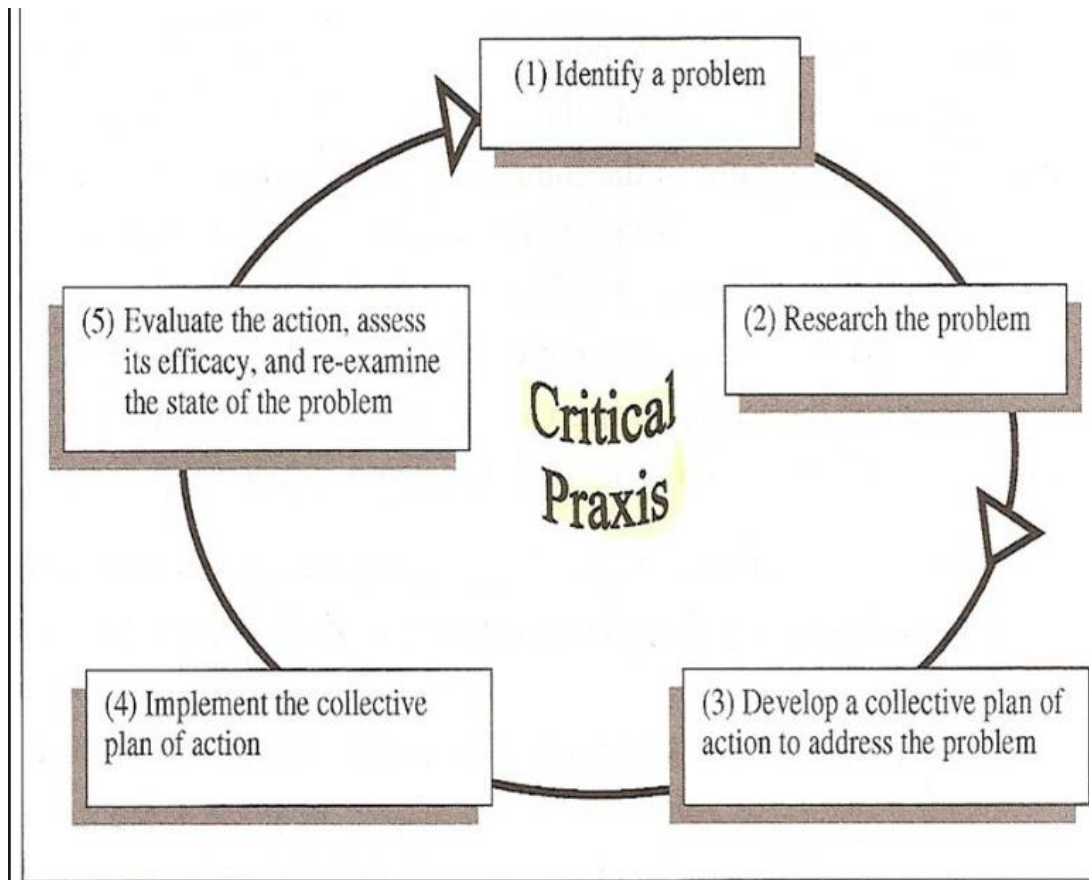 (1) Identify a problem
(2) Research the problem
(3) Develop a collective plan of
action to address the problem
(4) Implement the collective
plan of action
(5) Evaluate the action, assess
its efficacy, and re-examine
the state of the problem
Critical
Praxis